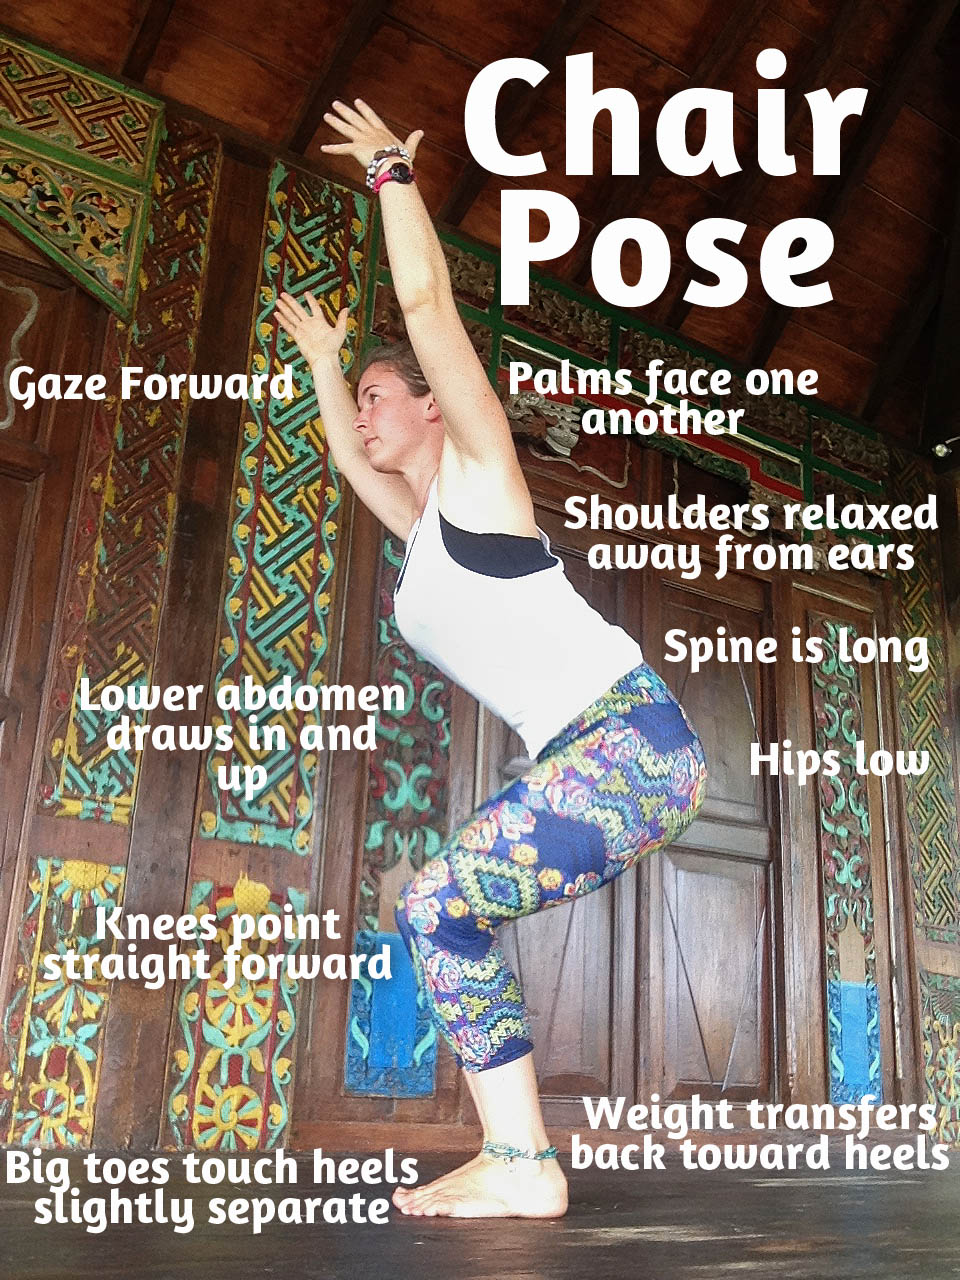 Chair
Pose
Gaze Forward
Palms face one
another
Shoulders relaxed
away from ears
Spine is long
Lower abdomen
draws in and
up
Hips low
Knees point
straight forward
Weight transfers
back toward heels
Big toes touch heels
slightly separate